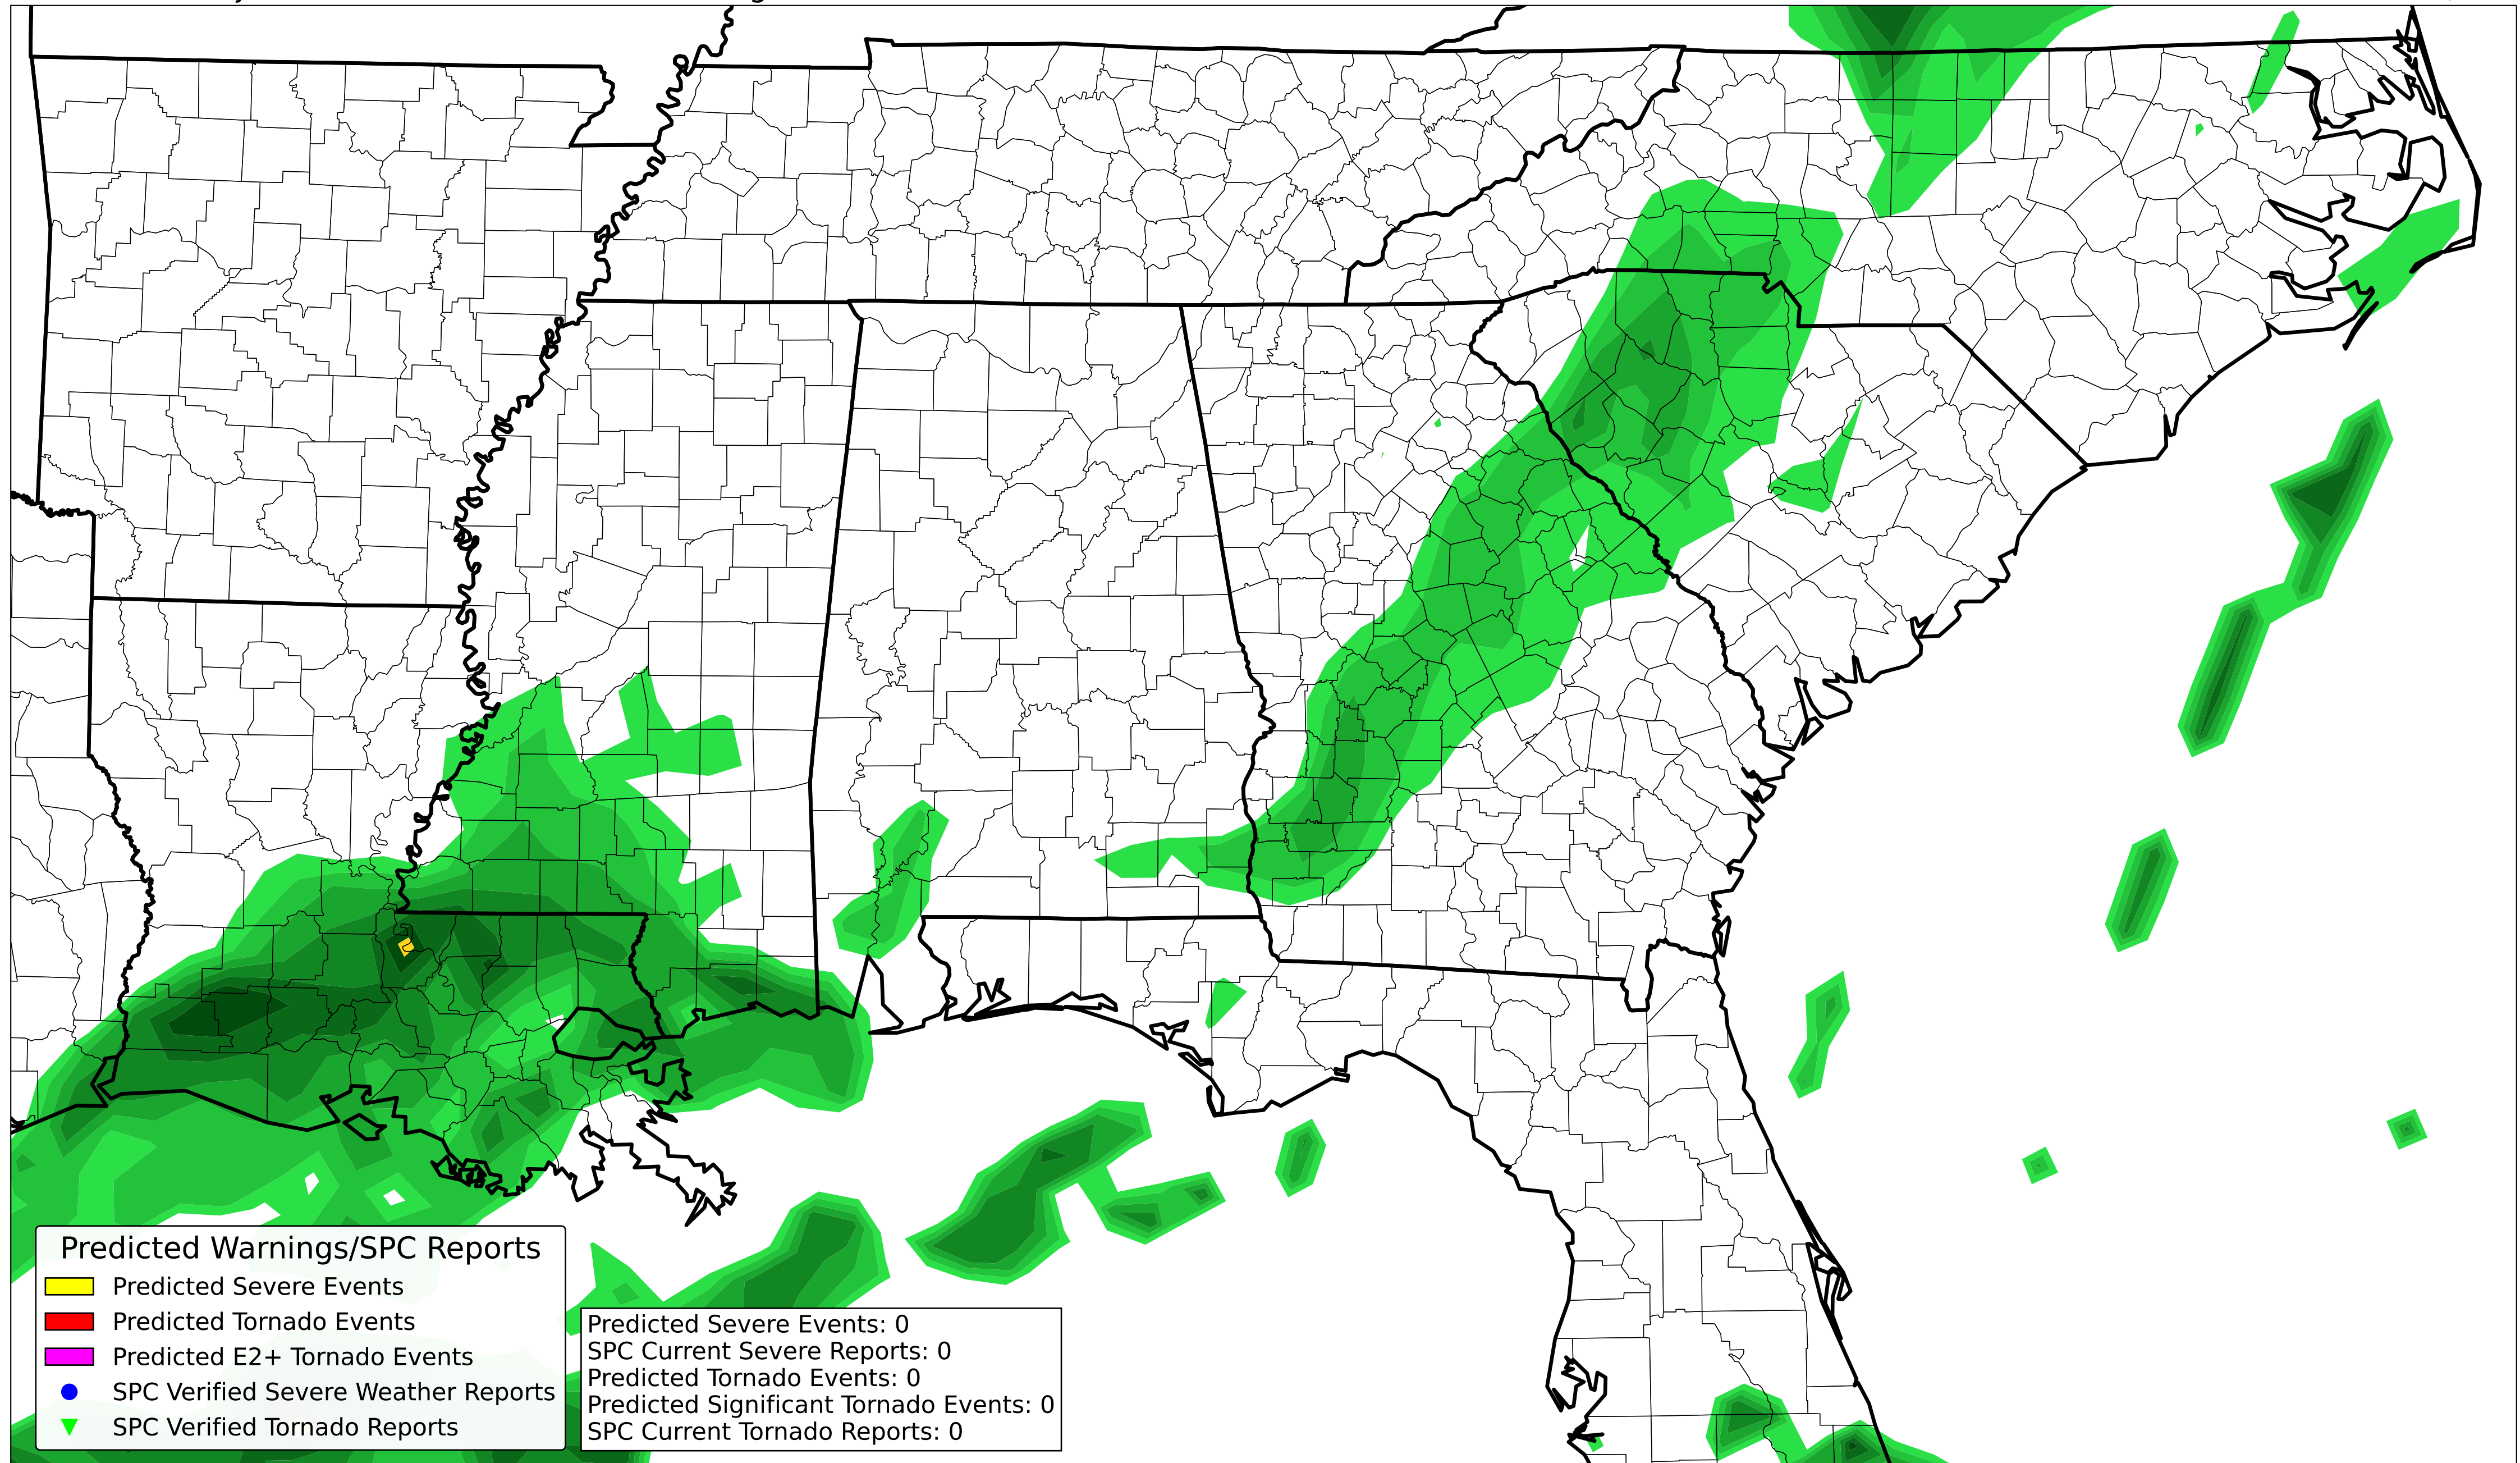 Predicted Warnings/SPC Reports
Predicted Severe Events
Predicted Tornado Events
Predicted E2+ Tornado Events
SPC Verified Severe Weather Reports
SPC Verified Tornado Reports
Predicted Severe Events: 0
SPC Current Severe Reports: 0
Predicted Tornado Events: 0
Predicted Significant Tornado Events: 0
SPC Current Tornado Reports: 0